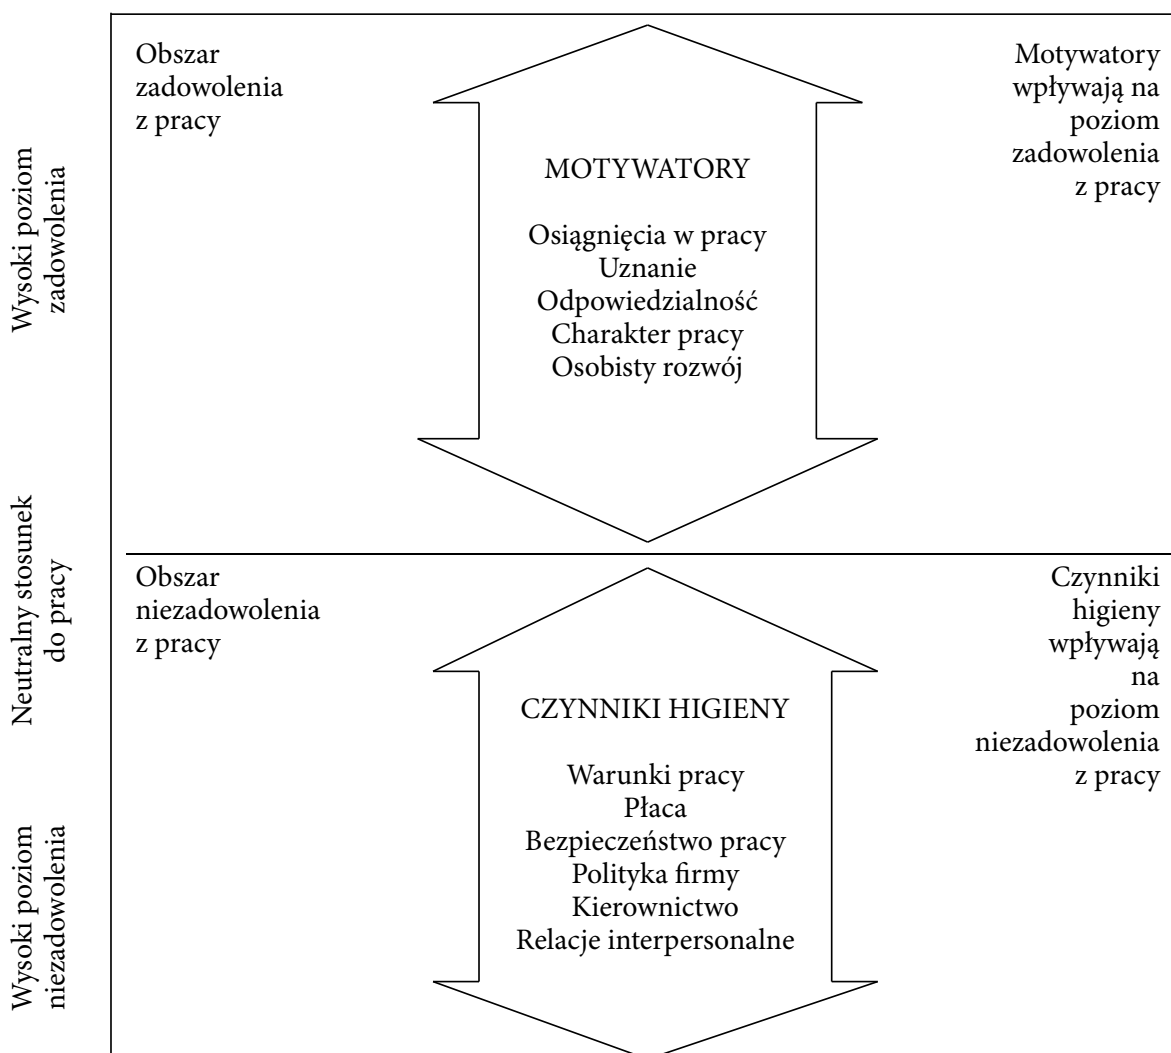 Obszar
zadowolenia
z pracy
Motywatory
wpływają na
poziom
zadowolenia
z pracy
MOTYWATORY
Osiągnięcia w pracy
Uznanie
Odpowiedzialność
Charakter pracy
Osobisty rozwój
Wysoki poziom
zadowolenia
Neutralny stosunek
do pracy
Obszar
niezadowolenia
z pracy
Czynniki
higieny
wpływają
na
poziom
niezadowolenia
z pracy
CZYNNIKI HIGIENY
Warunki pracy
Płaca
Bezpieczeństwo pracy
Polityka firmy
Kierownictwo
Relacje interpersonalne
Wysoki poziom
niezadowolenia